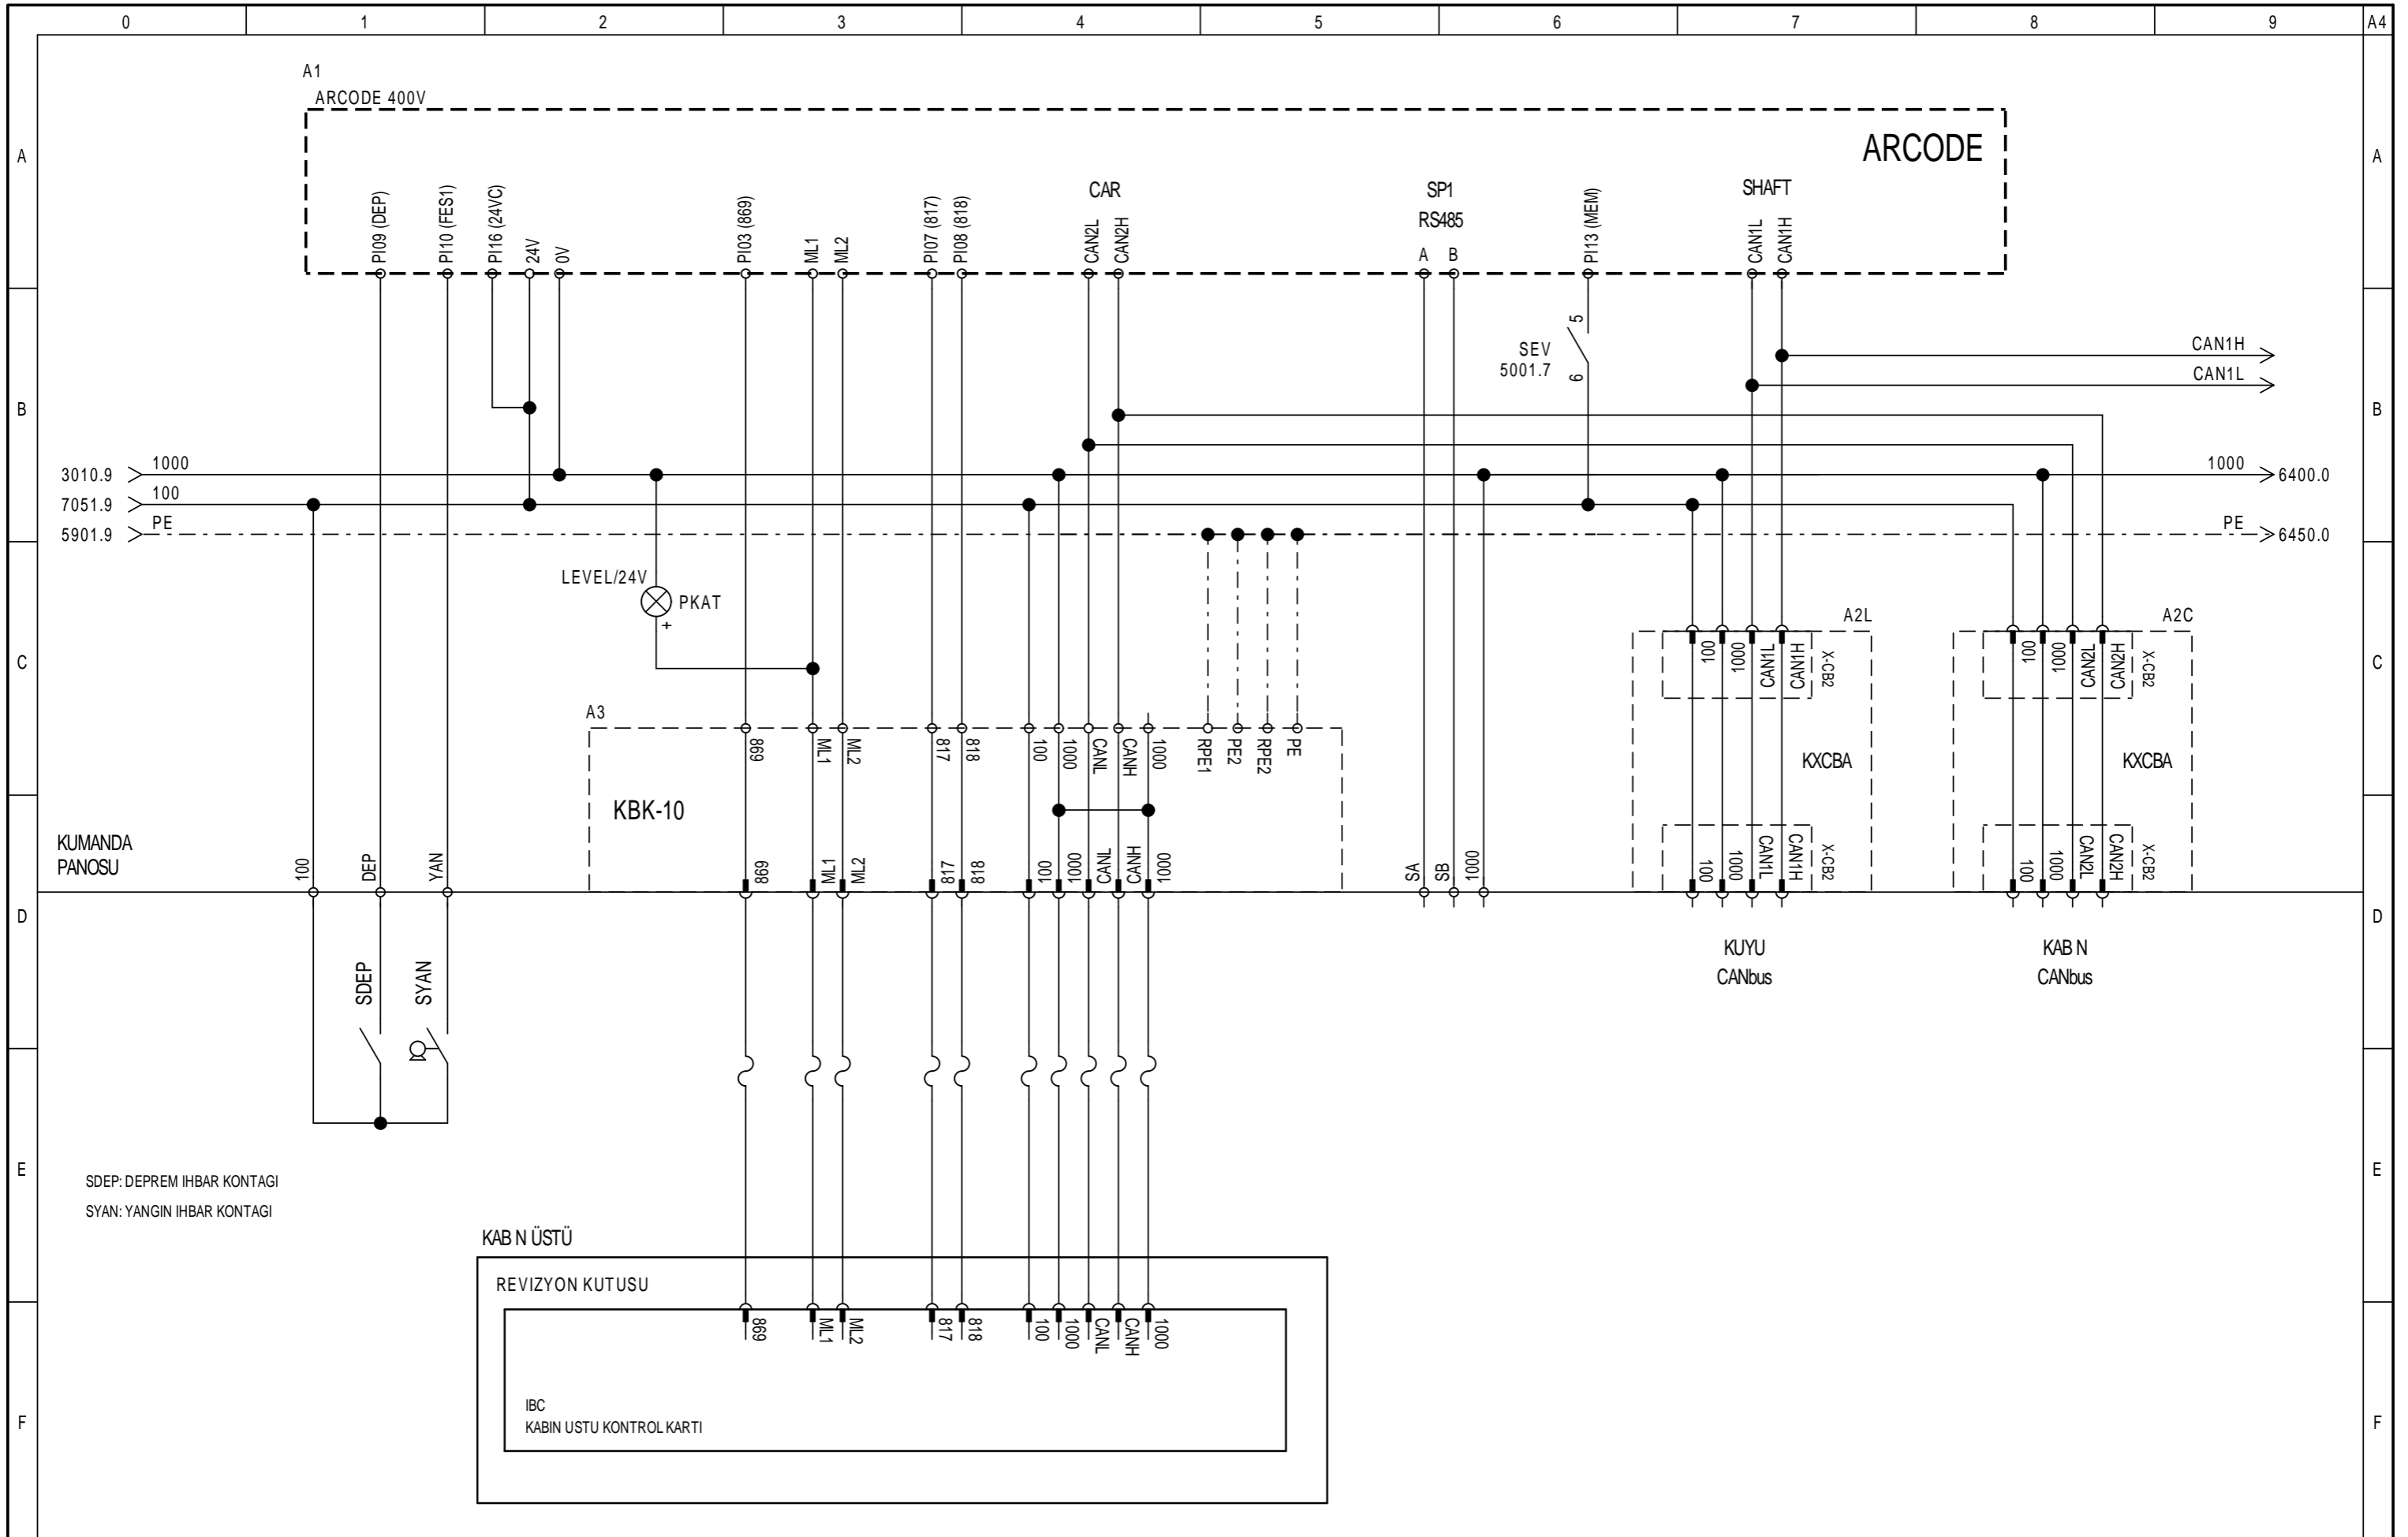 0 1 2 3 4 5 6 7 8 9 A4
A1
ARCODE 400V
ARCODE
A A
CAR
SP1
SHAFT
RS485
PI09 (DEP)
PI10 (FES1)
PI16 (24VC)
24V
0V
PI03 (869)
ML1
ML2
PI07 (817)
PI08 (818)
CAN2L
CAN2H
A B
PI13 (MEM)
CAN1L
CAN1H
5
SEV
5001.7
6
CAN1H
CAN1L
B B
3010.9 1000 1000 6400.0
7051.9 100
5901.9 PE PE 6450.0
LEVEL/24V
PKAT
+
A2L A2C
C C
100 1000 CAN1L CAN1H X-CB2
100 1000 CAN2L CAN2H X-CB2
A3
869 ML1 ML2 817 818 100 1000 CANL CANH 1000 RPE1 PE2 RPE2 PE
KXCBA KXCBA
KBK-10
KUMANDA
PANOSU
100 DEP YAN
869 ML1 ML2 817 818 100 1000 CANL CANH 1000
SA SB 1000
100 1000 CAN1L CAN1H X-CB2
100 1000 CAN2L CAN2H X-CB2
D D
KUYU
CANbus
KAB N
CANbus
SDEP SYAN
E E
SDEP: DEPREM IHBAR KONTAGI
SYAN: YANGIN IHBAR KONTAGI
KAB N ÜSTÜ
REVIZYON KUTUSU
869 ML1 ML2 817 818 100 1000 CANL CANH 1000
IBC
KABIN USTU KONTROL KARTI
F F